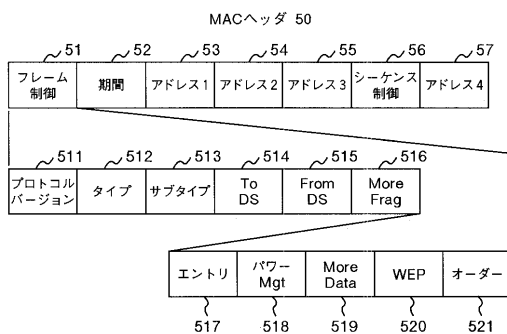 MACヘッダ 50
51 52 53 54 55 56 57
フレーム制御 期間 アドレス1 アドレス2 アドレス3 シーケンス制御 アドレス4
511 512 513 514 515 516
プロトコルバージョン タイプ サブタイプ To DS From DS More Frag
エントリ パワーMgt More Data WEP オーダー
517 518 519 520 521